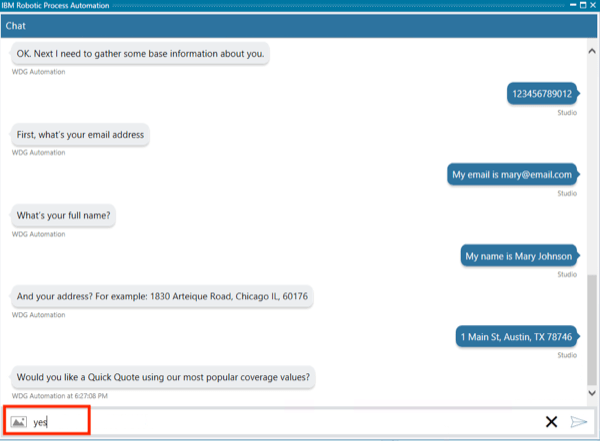 IBM Robotic Process Automation
Chat
OK. Next I need to gather some base information about you.
WDG Automation
123456789012
Studio
First, what's your email address
WDG Automation
My email is mary@email.com
Studio
What's your full name?
WDG Automation
My name is Mary Johnson
Studio
And your address? For example: 1830 Arteique Road, Chicago IL, 60176
WDG Automation
1 Main St, Austin, TX 78746
Studio
Would you like a Quick Quote using our most popular coverage values?
WDG Automation at 6:27:08 PM
yes